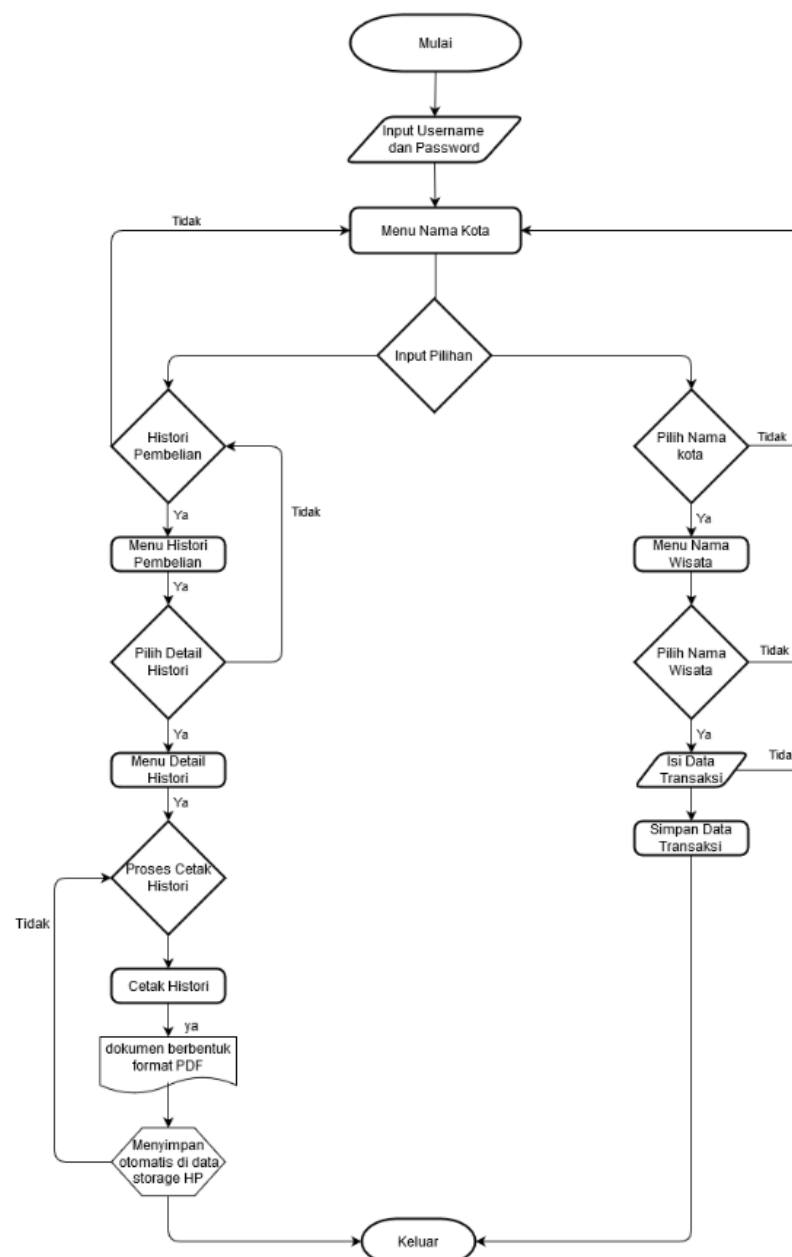 Mulai
Input Username
dan Password
Tidak
Menu Nama Kota
Input Pilihan
Histori
Pembelian
Tidak
Ya
Menu Histori
Pembelian
Ya
Pilih Detail
Histori
Ya
Menu Detail
Histori
Ya
Proses Cetak
Histori
Tidak
Cetak Histori
ya
dokumen berbentuk
format PDF
Menyimpan
otomatis di data
storage HP
Pilih Nama
kota
Tidak
Ya
Menu Nama
Wisata
Pilih Nama
Wisata
Tidak
Ya
Isi Data
Transaksi
Tida
Simpan Data
Transaksi
Keluar